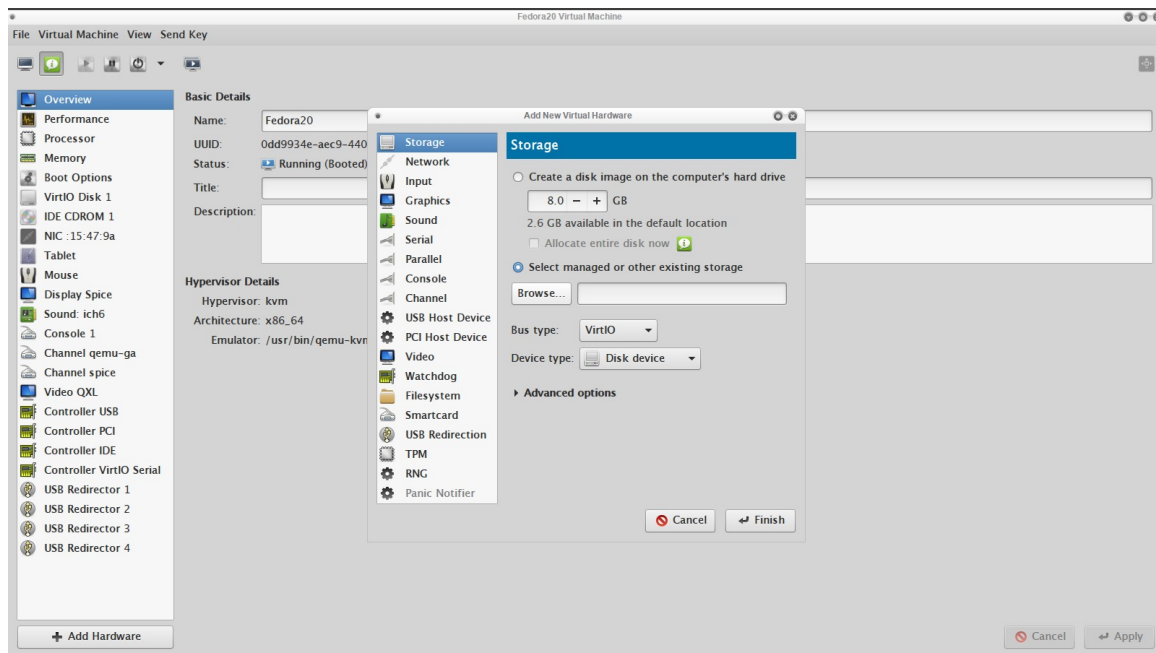 Fedora20 Virtual Machine
File Virtual Machine View Send Key
Overview
Performance
Processor
Memory
Boot Options
VirtIO Disk 1
IDE CDROM 1
NIC :15:47:9a
Tablet
Mouse
Display Spice
Sound: ich6
Console 1
Channel qemu-ga
Channel spice
Video QXL
Controller USB
Controller PCI
Controller IDE
Controller VirtIO Serial
USB Redirector 1
USB Redirector 2
USB Redirector 3
USB Redirector 4
Add Hardware
Basic Details
Name: Fedora20
UUID: 0dd9934e-aec9-440
Status: Running (Booted)
Title:
Description:
Hypervisor Details
Hypervisor: kvm
Architecture: x86_64
Emulator: /usr/bin/qemu-kvm
Add New Virtual Hardware
Storage
Network
Input
Graphics
Sound
Serial
Parallel
Console
Channel
USB Host Device
PCI Host Device
Video
Watchdog
Filesystem
Smartcard
USB Redirection
TPM
RNG
Panic Notifier
Storage
Create a disk image on the computer's hard drive
8.0 − + GB
2.6 GB available in the default location
Allocate entire disk now
Select managed or other existing storage
Browse...
Bus type: VirtIO
Device type: Disk device
Advanced options
Cancel Finish
Cancel Apply